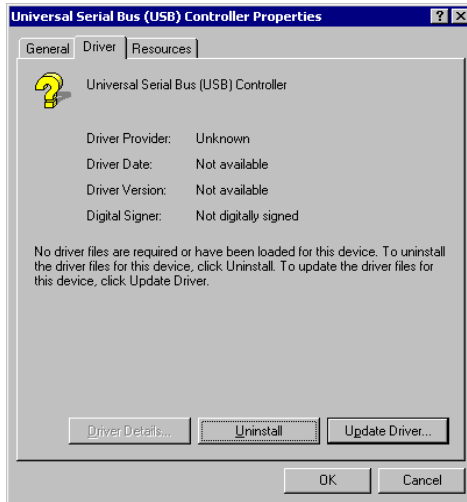 Universal Serial Bus (USB) Controller Properties
General Driver Resources
Universal Serial Bus (USB) Controller
Driver Provider: Unknown
Driver Date: Not available
Driver Version: Not available
Digital Signer: Not digitally signed
No driver files are required or have been loaded for this device. To uninstall
the driver files for this device, click Uninstall. To update the driver files for
this device, click Update Driver.
Driver Details... Uninstall Update Driver...
OK Cancel